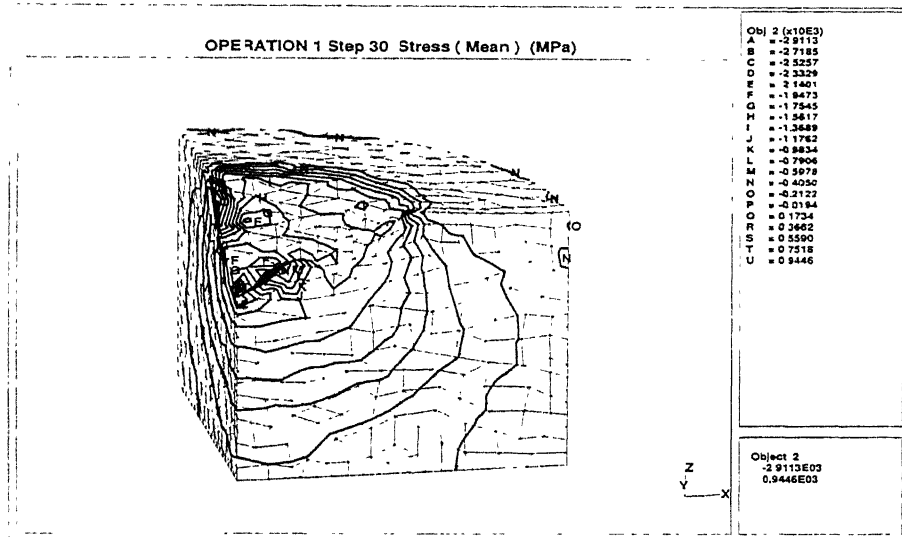 OPERATION 1 Step 30 Stress ( Mean ) (MPa)
Obj 2 (x10E3)
A = -2.9113
B = -2.7185
C = -2.5257
D = -2.3329
E = -2.1401
F = -1.9473
G = -1.7545
H = -1.5617
I = -1.3689
J = -1.1762
K = -0.9834
L = -0.7906
M = -0.5978
N = -0.4050
O = -0.2122
P = -0.0194
Q = 0.1734
R = 0.3662
S = 0.5590
T = 0.7518
U = 0.9446
N
N
N
N
O
N
F
F
Z
Y
X
Object 2
-2.9113E03
0.9446E03